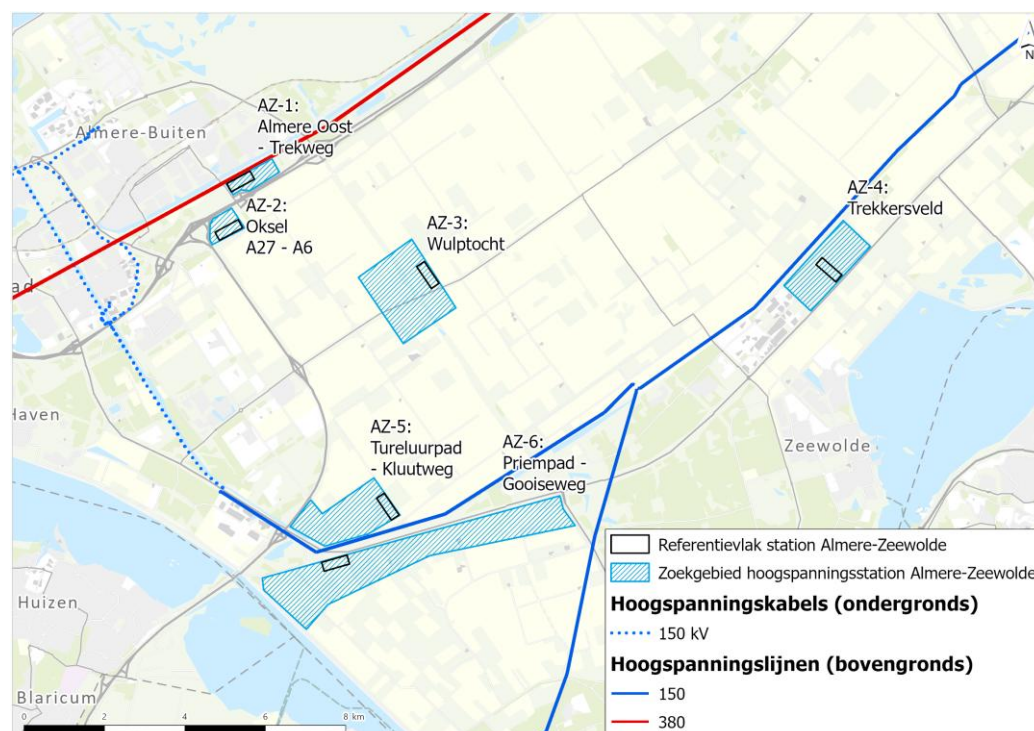 N
Almere-Buiten
AZ-1:
Almere Oost
- Trekweg
AZ-2:
Oksel
A27 - A6
AZ-3:
Wulptocht
AZ-4:
Trekkersveld
ad
Haven
AZ-5:
Tureluurpad
- Kluutweg
AZ-6:
Priempad -
Gooiseweg
Zeewolde
Huizen
Blaricum
0 2 4 6 8 km
Referentievlak station Almere-Zeewolde
Zoekgebied hoogspanningsstation Almere-Zeewolde
Hoogspanningskabels (ondergronds)
150 kV
Hoogspanningslijnen (bovengronds)
150
380